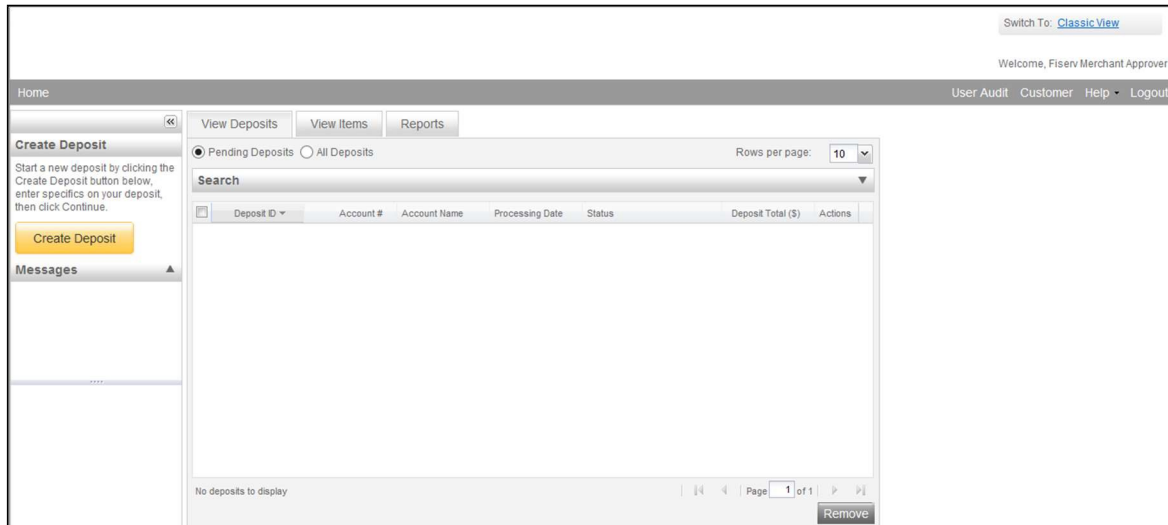 Switch To: Classic View
Welcome, Fiserv Merchant Approver
Home User Audit Customer Help Logout
View Deposits View Items Reports
Create Deposit
Start a new deposit by clicking the
Create Deposit button below,
enter specifics on your deposit,
then click Continue.
Create Deposit
Messages
Pending Deposits All Deposits Rows per page: 10
Search
Deposit ID Account # Account Name Processing Date Status Deposit Total ($) Actions
No deposits to display Page 1 of 1
Remove